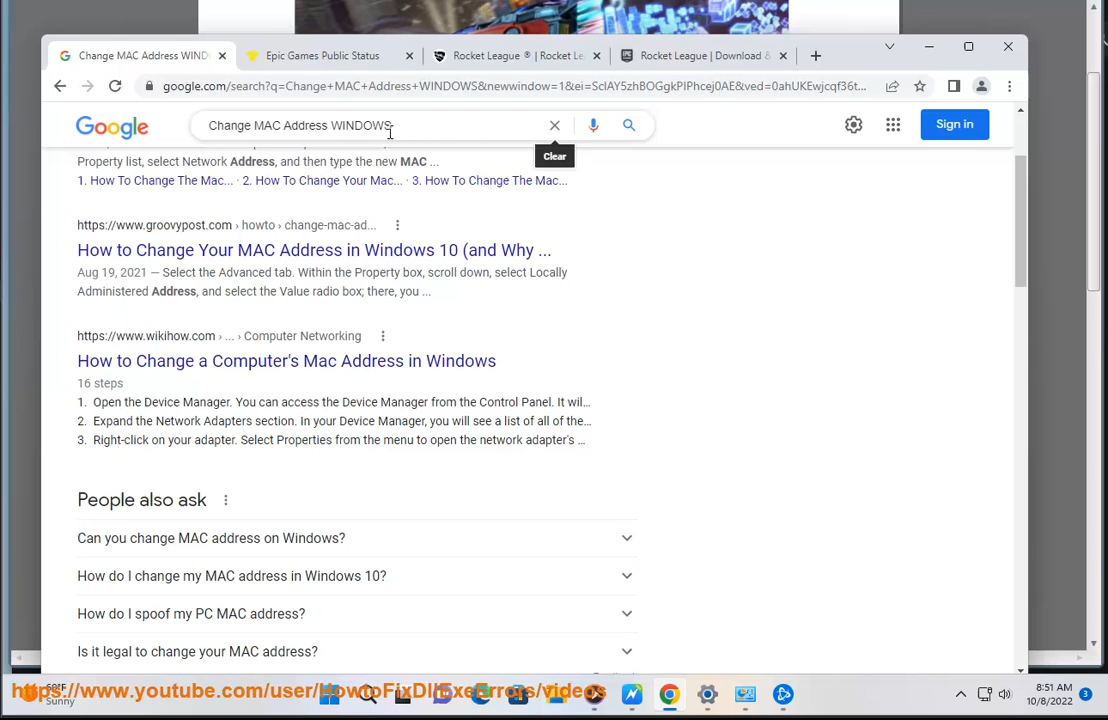 Change MAC Address WIND
Epic Games Public Status
Rocket League ® | Rocket Le
Rocket League | Download &
google.com/search?q=Change+MAC+Address+WINDOWS&newwindow=1&ei=ScIAY5zhBOGgkPIPhcej0AE&ved=0ahUKEwjcqf36t...
Google
Change MAC Address WINDOWS
Sign in
Clear
Property list, select Network Address, and then type the new MAC ...
1. How To Change The Mac... · 2. How To Change Your Mac... · 3. How To Change The Mac...
https://www.groovypost.com › howto › change-mac-ad...
How to Change Your MAC Address in Windows 10 (and Why ...
Aug 19, 2021 — Select the Advanced tab. Within the Property box, scroll down, select Locally
Administered Address, and select the Value radio box; there, you ...
https://www.wikihow.com › ... › Computer Networking
How to Change a Computer's Mac Address in Windows
16 steps
1. Open the Device Manager. You can access the Device Manager from the Control Panel. It wil...
2. Expand the Network Adapters section. In your Device Manager, you will see a list of all of the...
3. Right-click on your adapter. Select Properties from the menu to open the network adapter's ...
People also ask
Can you change MAC address on Windows?
How do I change my MAC address in Windows 10?
How do I spoof my PC MAC address?
Is it legal to change your MAC address?
https://www.youtube.com/user/HowtoFixDllExeErrors/videos
Sunny
8:51 AM
10/8/2022
3